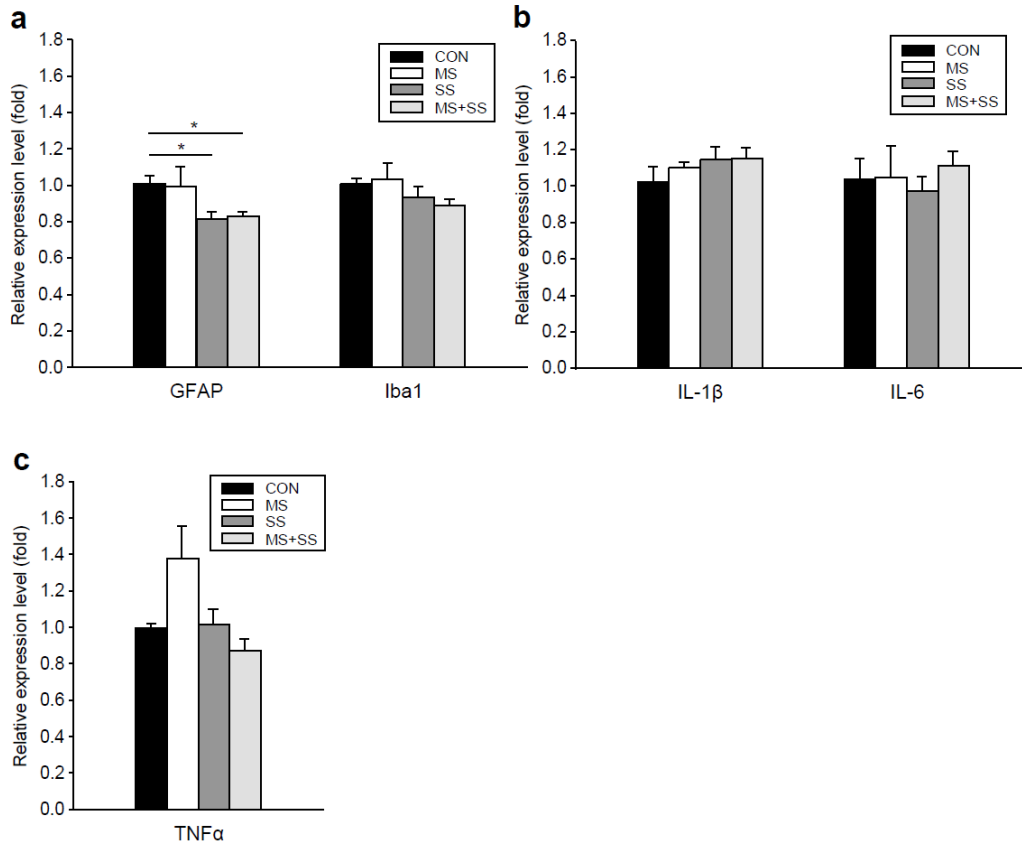 a
Relative expression level (fold)
1.8
1.6
1.4
1.2
1.0
0.8
0.6
0.4
0.2
0.0
CON
MS
SS
MS+SS
*
*
GFAP Iba1
b
Relative expression level (fold)
1.8
1.6
1.4
1.2
1.0
0.8
0.6
0.4
0.2
0.0
CON
MS
SS
MS+SS
IL-1β IL-6
c
Relative expression level (fold)
1.8
1.6
1.4
1.2
1.0
0.8
0.6
0.4
0.2
0.0
CON
MS
SS
MS+SS
TNFα